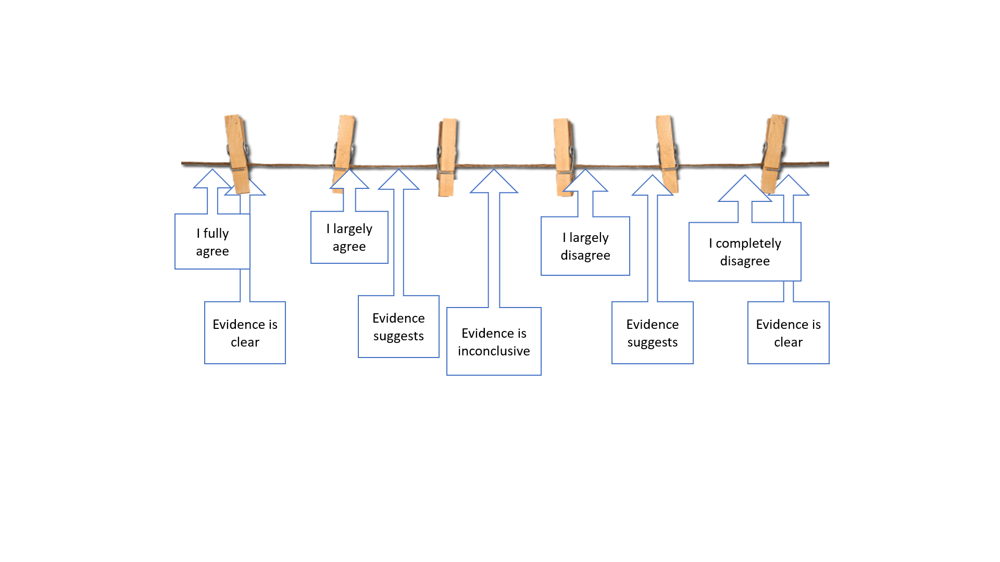 I fully
agree
I largely
agree
I largely
disagree
I completely
disagree
Evidence is
clear
Evidence
suggests
Evidence is
inconclusive
Evidence
suggests
Evidence is
clear